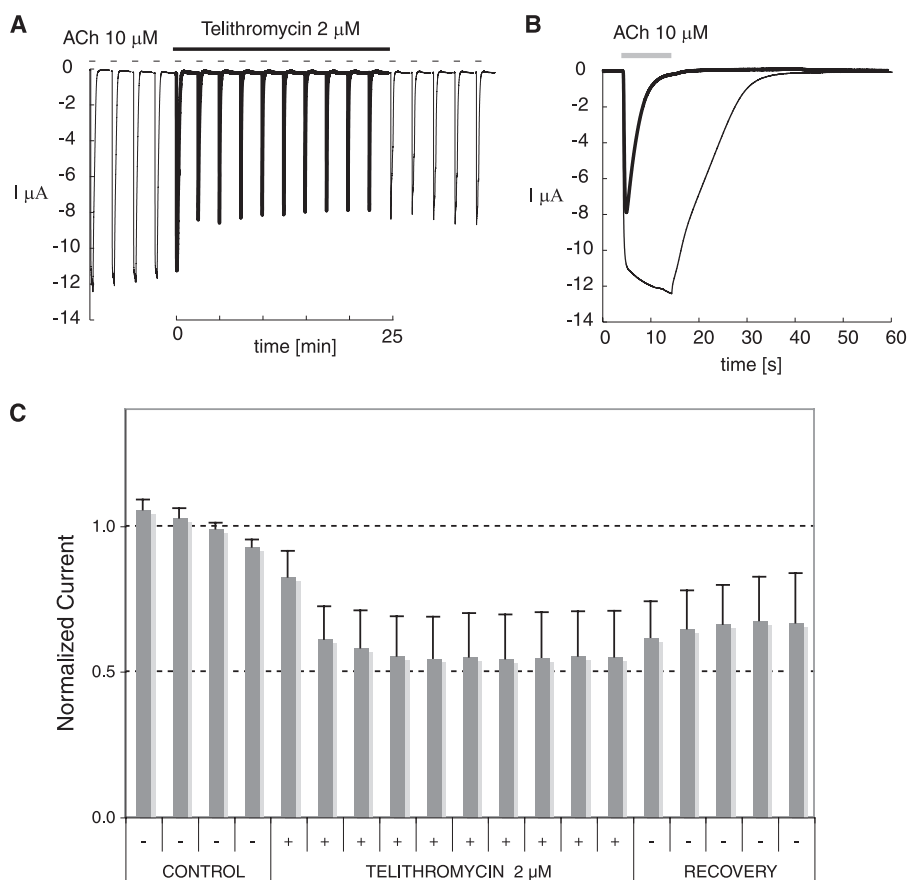 A
ACh 10 μM
Telithromycin 2 μM
0
-2
-4
-6
-8
-10
-12
-14
I μA
0
25
time [min]
B
ACh 10 μM
0
-2
-4
-6
-8
-10
-12
-14
I μA
0 10 20 30 40 50 60
time [s]
C
Normalized Current
1.0
0.5
0.0
- - - - + + + + + + + + + + - - - - -
CONTROL TELITHROMYCIN 2 μM RECOVERY